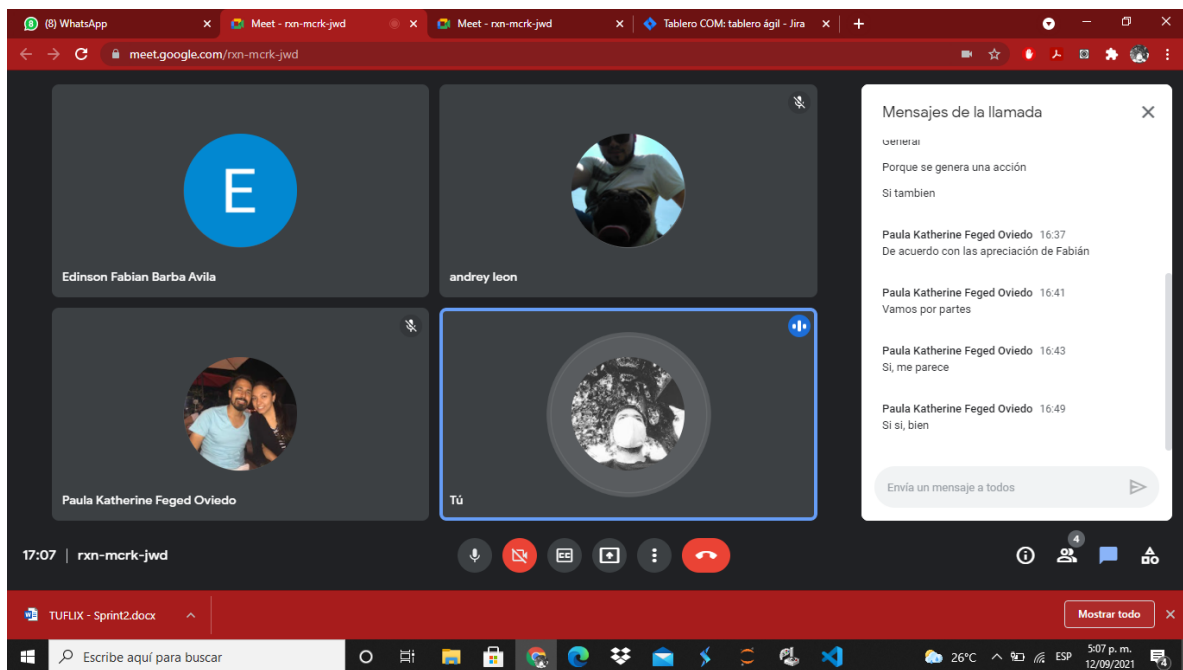 (8) WhatsApp
Meet - rxn-mcrk-jwd
Meet - rxn-mcrk-jwd
Tablero COM: tablero ágil - Jira
meet.google.com/rxn-mcrk-jwd
E
Edinson Fabian Barba Avila
andrey leon
Paula Katherine Feged Oviedo
Tú
Mensajes de la llamada
General
Porque se genera una acción
Si tambien
Paula Katherine Feged Oviedo 16:37
De acuerdo con las apreciación de Fabián
Paula Katherine Feged Oviedo 16:41
Vamos por partes
Paula Katherine Feged Oviedo 16:43
Si, me parece
Paula Katherine Feged Oviedo 16:49
Si si, bien
Envía un mensaje a todos
17:07 | rxn-mcrk-jwd
CC
4
TUFLIX - Sprint2.docx
Mostrar todo
Escribe aquí para buscar
26°C
ESP
5:07 p. m.
12/09/2021
4